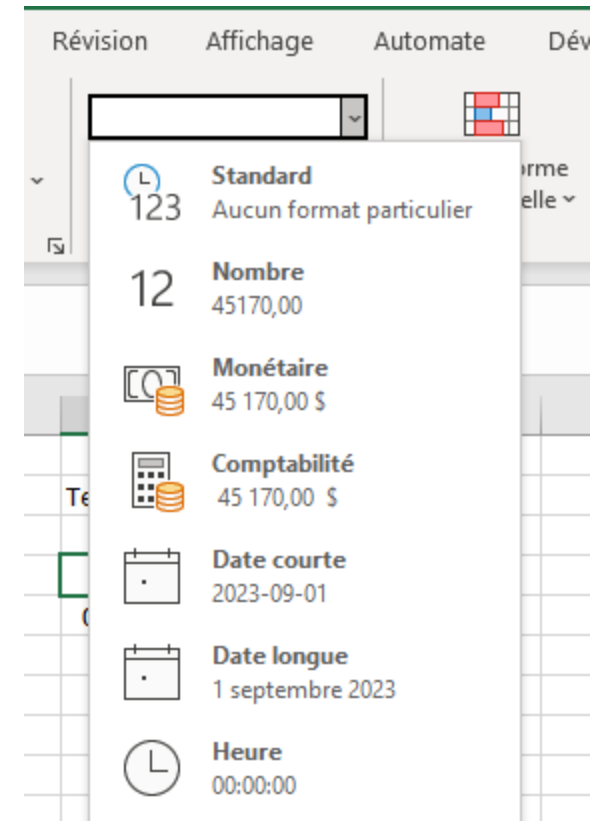 Révision Affichage Automate Dév
rme
elle
123
Standard
Aucun format particulier
12
Nombre
45170,00
Monétaire
45 170,00 $
Comptabilité
45 170,00 $
Te
Date courte
2023-09-01
Date longue
1 septembre 2023
Heure
00:00:00